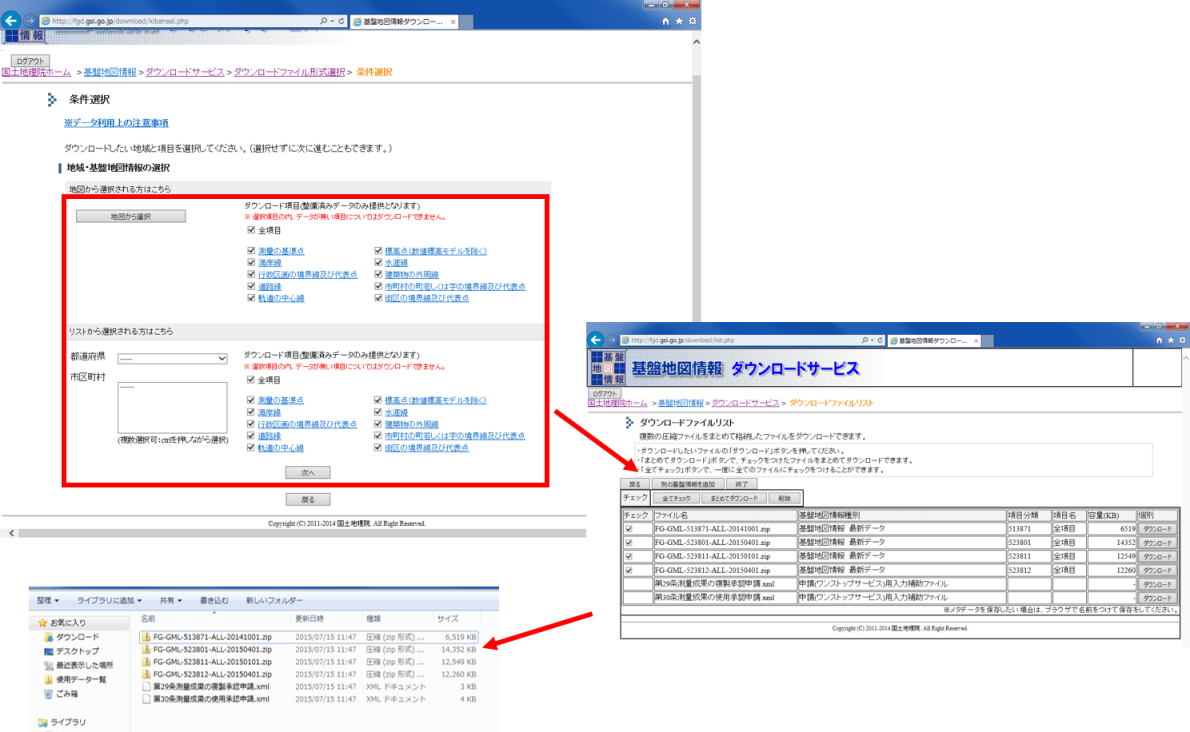 http://fgd.gsi.go.jp/download/kibansel.php
基盤地図情報ダウンロー...
情報
ログアウト
国土地理院ホーム >基盤地図情報>ダウンロードサービス>ダウンロードファイル形式選択> 条件選択
条件選択
※データ利用上の注意事項
ダウンロードしたい地域と項目を選択してください。(選択せずに次に進むこともできます。)
地域・基盤地図情報の選択
地図から選択される方はこちら
地図から選択
ダウンロード項目(整備済みデータのみ提供となります)
※ 選択項目の内、データが無い項目についてはダウンロードできません。
全項目
測量の基準点 標高点(数値標高モデルを除く)
海岸線 水涯線
行政区画の境界線及び代表点 建築物の外周線
道路縁 市町村の町若しくは字の境界線及び代表点
軌道の中心線 街区の境界線及び代表点
リストから選択される方はこちら
都道府県
市区町村
(複数選択可:ctrlを押しながら選択)
ダウンロード項目(整備済みデータのみ提供となります)
※ 選択項目の内、データが無い項目についてはダウンロードできません。
全項目
測量の基準点 標高点(数値標高モデルを除く)
海岸線 水涯線
行政区画の境界線及び代表点 建築物の外周線
道路縁 市町村の町若しくは字の境界線及び代表点
軌道の中心線 街区の境界線及び代表点
次へ
戻る
Copyright (C) 2011-2014 国土地理院. All Right Reserved.
http://fgd.gsi.go.jp/download/list.php
基盤地図情報ダウンロー...
基盤地図情報
基盤地図情報 ダウンロードサービス
ログアウト
国土地理院ホーム >基盤地図情報>ダウンロードサービス> ダウンロードファイルリスト
ダウンロードファイルリスト
複数の圧縮ファイルをまとめて格納したファイルをダウンロードできます。
・ダウンロードしたいファイルの「ダウンロード」ボタンを押してください。
・「まとめてダウンロード」ボタンで、チェックをつけたファイルをまとめてダウンロードできます。
「全てチェック」ボタンで、一度に全てのファイルにチェックをつけることができます。
戻る 別の基盤情報を追加 終了
チェック 全てチェック まとめてダウンロード 削除
チェック ファイル名 基盤地図情報種別 項目分類 項目名 容量(KB) 個別
FG-GML-513871-ALL-20141001.zip 基盤地図情報 最新データ 513871 全項目 6519 ダウンロード
FG-GML-523801-ALL-20150401.zip 基盤地図情報 最新データ 523801 全項目 14352 ダウンロード
FG-GML-523811-ALL-20150101.zip 基盤地図情報 最新データ 523811 全項目 12549 ダウンロード
FG-GML-523812-ALL-20150401.zip 基盤地図情報 最新データ 523812 全項目 12260 ダウンロード
第29条測量成果の複製承認申請.xml 申請(ワンストップサービス)用入力補助ファイル - ダウンロード
第30条測量成果の使用承認申請.xml 申請(ワンストップサービス)用入力補助ファイル - ダウンロード
※メタデータを保存したい場合は、ブラウザで名前をつけて保存をしてください。
Copyright (C) 2011-2014 国土地理院. All Right Reserved.
整理 ライブラリに追加 共有 書き込む 新しいフォルダー
名前 更新日時 種類 サイズ
お気に入り
ダウンロード
デスクトップ
最近表示した場所
使用データ一覧
ごみ箱
ライブラリ
FG-GML-513871-ALL-20141001.zip 2015/07/15 11:47 圧縮 (zip 形式) ... 6,519 KB
FG-GML-523801-ALL-20150401.zip 2015/07/15 11:47 圧縮 (zip 形式) ... 14,352 KB
FG-GML-523811-ALL-20150101.zip 2015/07/15 11:47 圧縮 (zip 形式) ... 12,549 KB
FG-GML-523812-ALL-20150401.zip 2015/07/15 11:47 圧縮 (zip 形式) ... 12,260 KB
第29条測量成果の複製承認申請.xml 2015/07/15 11:47 XML ドキュメント 3 KB
第30条測量成果の使用承認申請.xml 2015/07/15 11:47 XML ドキュメント 4 KB